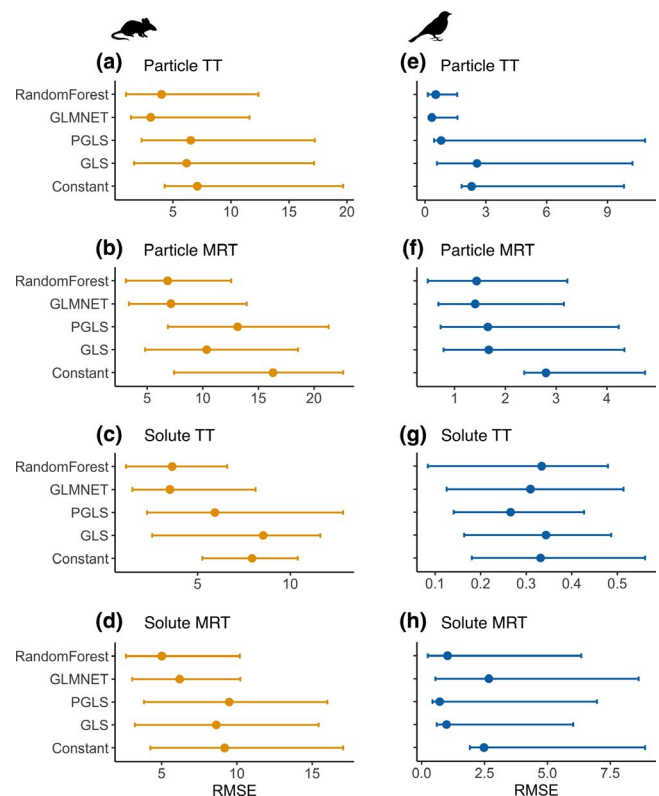 (a) Particle TT
RandomForest
GLMNET
PGLS
GLS
Constant
5 10 15 20
(b) Particle MRT
RandomForest
GLMNET
PGLS
GLS
Constant
5 10 15 20
(c) Solute TT
RandomForest
GLMNET
PGLS
GLS
Constant
5 10
(d) Solute MRT
RandomForest
GLMNET
PGLS
GLS
Constant
5 10 15
RMSE
(e) Particle TT
0 3 6 9
(f) Particle MRT
1 2 3 4
(g) Solute TT
0.1 0.2 0.3 0.4 0.5
(h) Solute MRT
0.0 2.5 5.0 7.5
RMSE